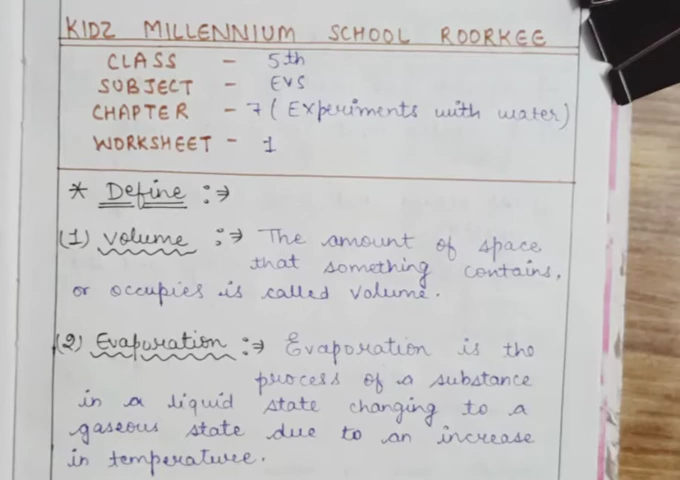 KIDZ MILLENNIUM SCHOOL ROORKEE
CLASS - 5th
SUBJECT - EVS
CHAPTER - 7 ( Experiments with water)
WORKSHEET - 1
* Define :→
(1) Volume :→ The amount of space
that something contains,
or occupies is called Volume.
(2) Evaporation :→ Evaporation is the
process of a substance
in a liquid state changing to a
gaseous state due to an increase
in temperature.